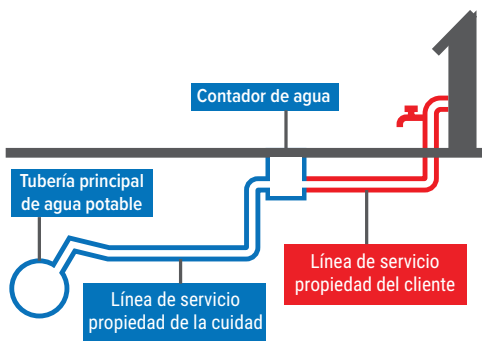 Contador de agua
Tubería principal
de agua potable
Línea de servicio
propiedad del cliente
Línea de servicio
propiedad de la cuidad